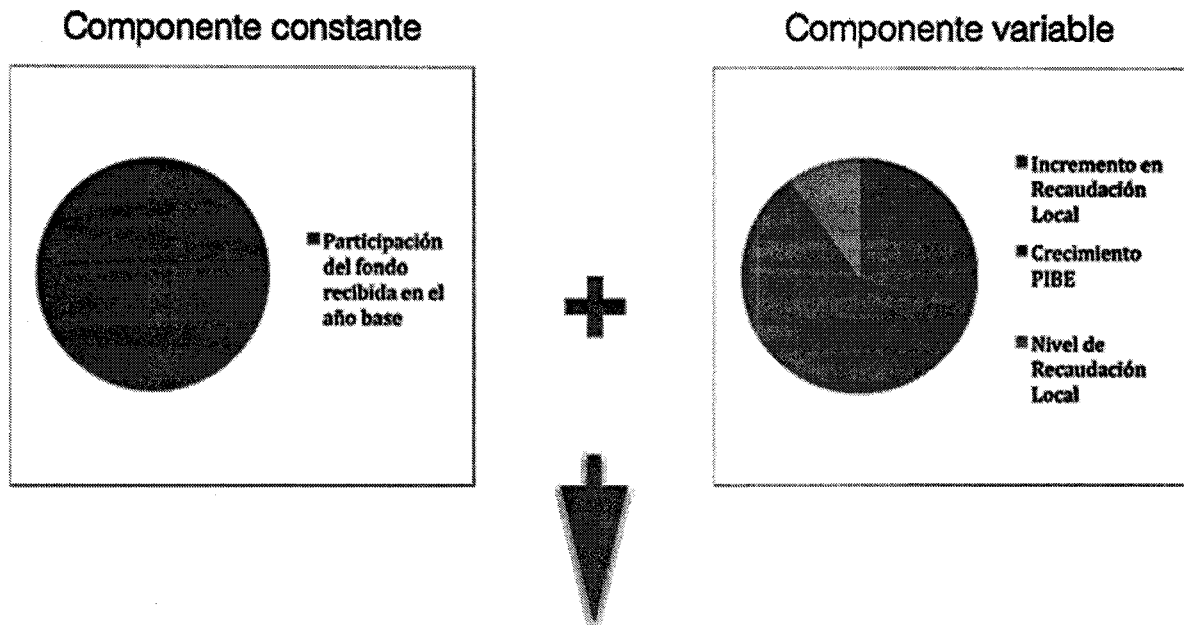 Componente constante
Participación
del fondo
recibida en el
año base
Componente variable
Incremento en
Recaudación
Local
Crecimiento
PIBE
Nivel de
Recaudación
Local